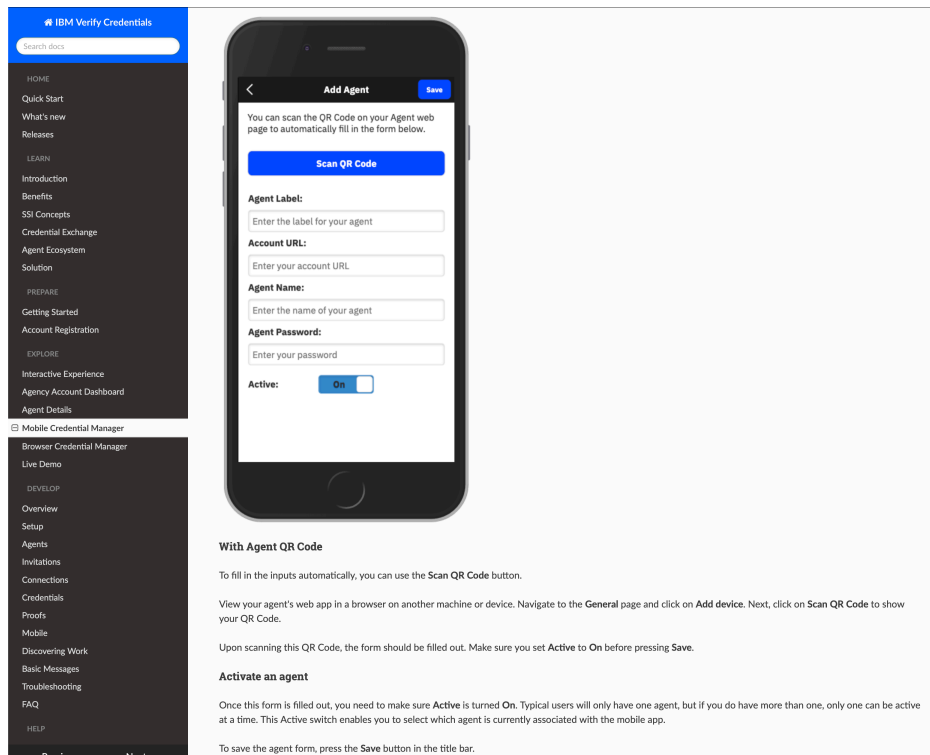 IBM Verify Credentials
Search docs
HOME
Quick Start
What's new
Releases
LEARN
Introduction
Benefits
SSI Concepts
Credential Exchange
Agent Ecosystem
Solution
PREPARE
Getting Started
Account Registration
EXPLORE
Interactive Experience
Agency Account Dashboard
Agent Details
Mobile Credential Manager
Browser Credential Manager
Live Demo
DEVELOP
Overview
Setup
Agents
Invitations
Connections
Credentials
Proofs
Mobile
Discovering Work
Basic Messages
Troubleshooting
FAQ
HELP
Add Agent
Save
You can scan the QR Code on your Agent web
page to automatically fill in the form below.
Scan QR Code
Agent Label:
Enter the label for your agent
Account URL:
Enter your account URL
Agent Name:
Enter the name of your agent
Agent Password:
Enter your password
Active: On
With Agent QR Code
To fill in the inputs automatically, you can use the Scan QR Code button.
View your agent's web app in a browser on another machine or device. Navigate to the General page and click on Add device. Next, click on Scan QR Code to show
your QR Code.
Upon scanning this QR Code, the form should be filled out. Make sure you set Active to On before pressing Save.
Activate an agent
Once this form is filled out, you need to make sure Active is turned On. Typical users will only have one agent, but if you do have more than one, only one can be active
at a time. This Active switch enables you to select which agent is currently associated with the mobile app.
To save the agent form, press the Save button in the title bar.